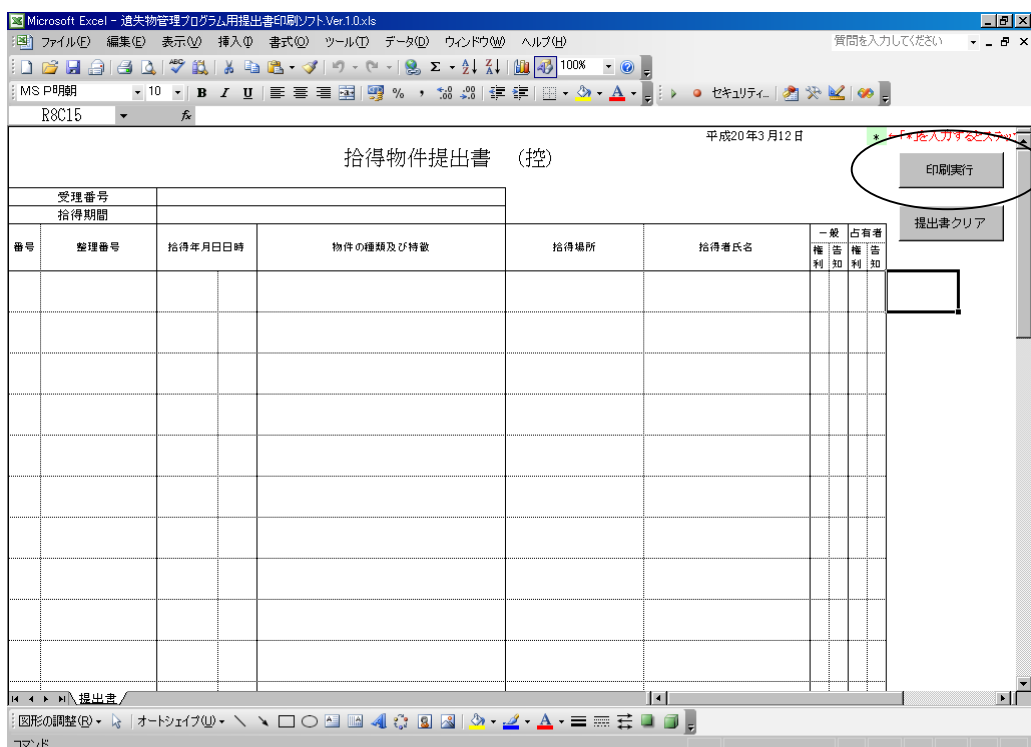 Microsoft Excel - 遺失物管理プログラム用提出書印刷ソフト.Ver.1.0.xls
ファイル(F) 編集(E) 表示(V) 挿入(I) 書式(O) ツール(T) データ(D) ウィンドウ(W) ヘルプ(H) 質問を入力してください
100%
MS P明朝 10 B I U % , セキュリティ...
R8C15 fx
平成20年3月12日 * ←「*」を入力するとステップ
拾得物件提出書 (控)
印刷実行
受理番号
拾得期間
提出書クリア
番号 整理番号 拾得年月日日時 物件の種類及び特徴 拾得場所 拾得者氏名 一般 占有者
権利 告知 権利 告知
提出書
図形の調整(R) オートシェイプ(U)
コマンド